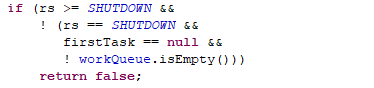 if (rs >= SHUTDOWN &&
    ! (rs == SHUTDOWN &&
       firstTask == null &&
       ! workQueue.isEmpty()))
    return false;